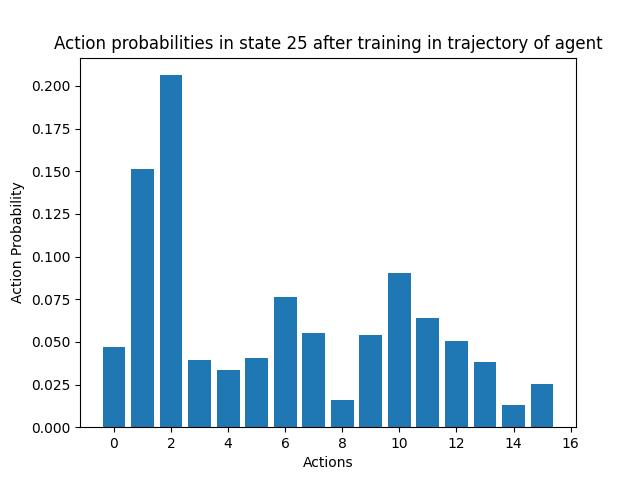 Action probabilities in state 25 after training in trajectory of agent
0.200
0.175
0.150
0.125
0.100
0.075
0.050
0.025
0.000
Action Probability
0 2 4 6 8 10 12 14 16
Actions